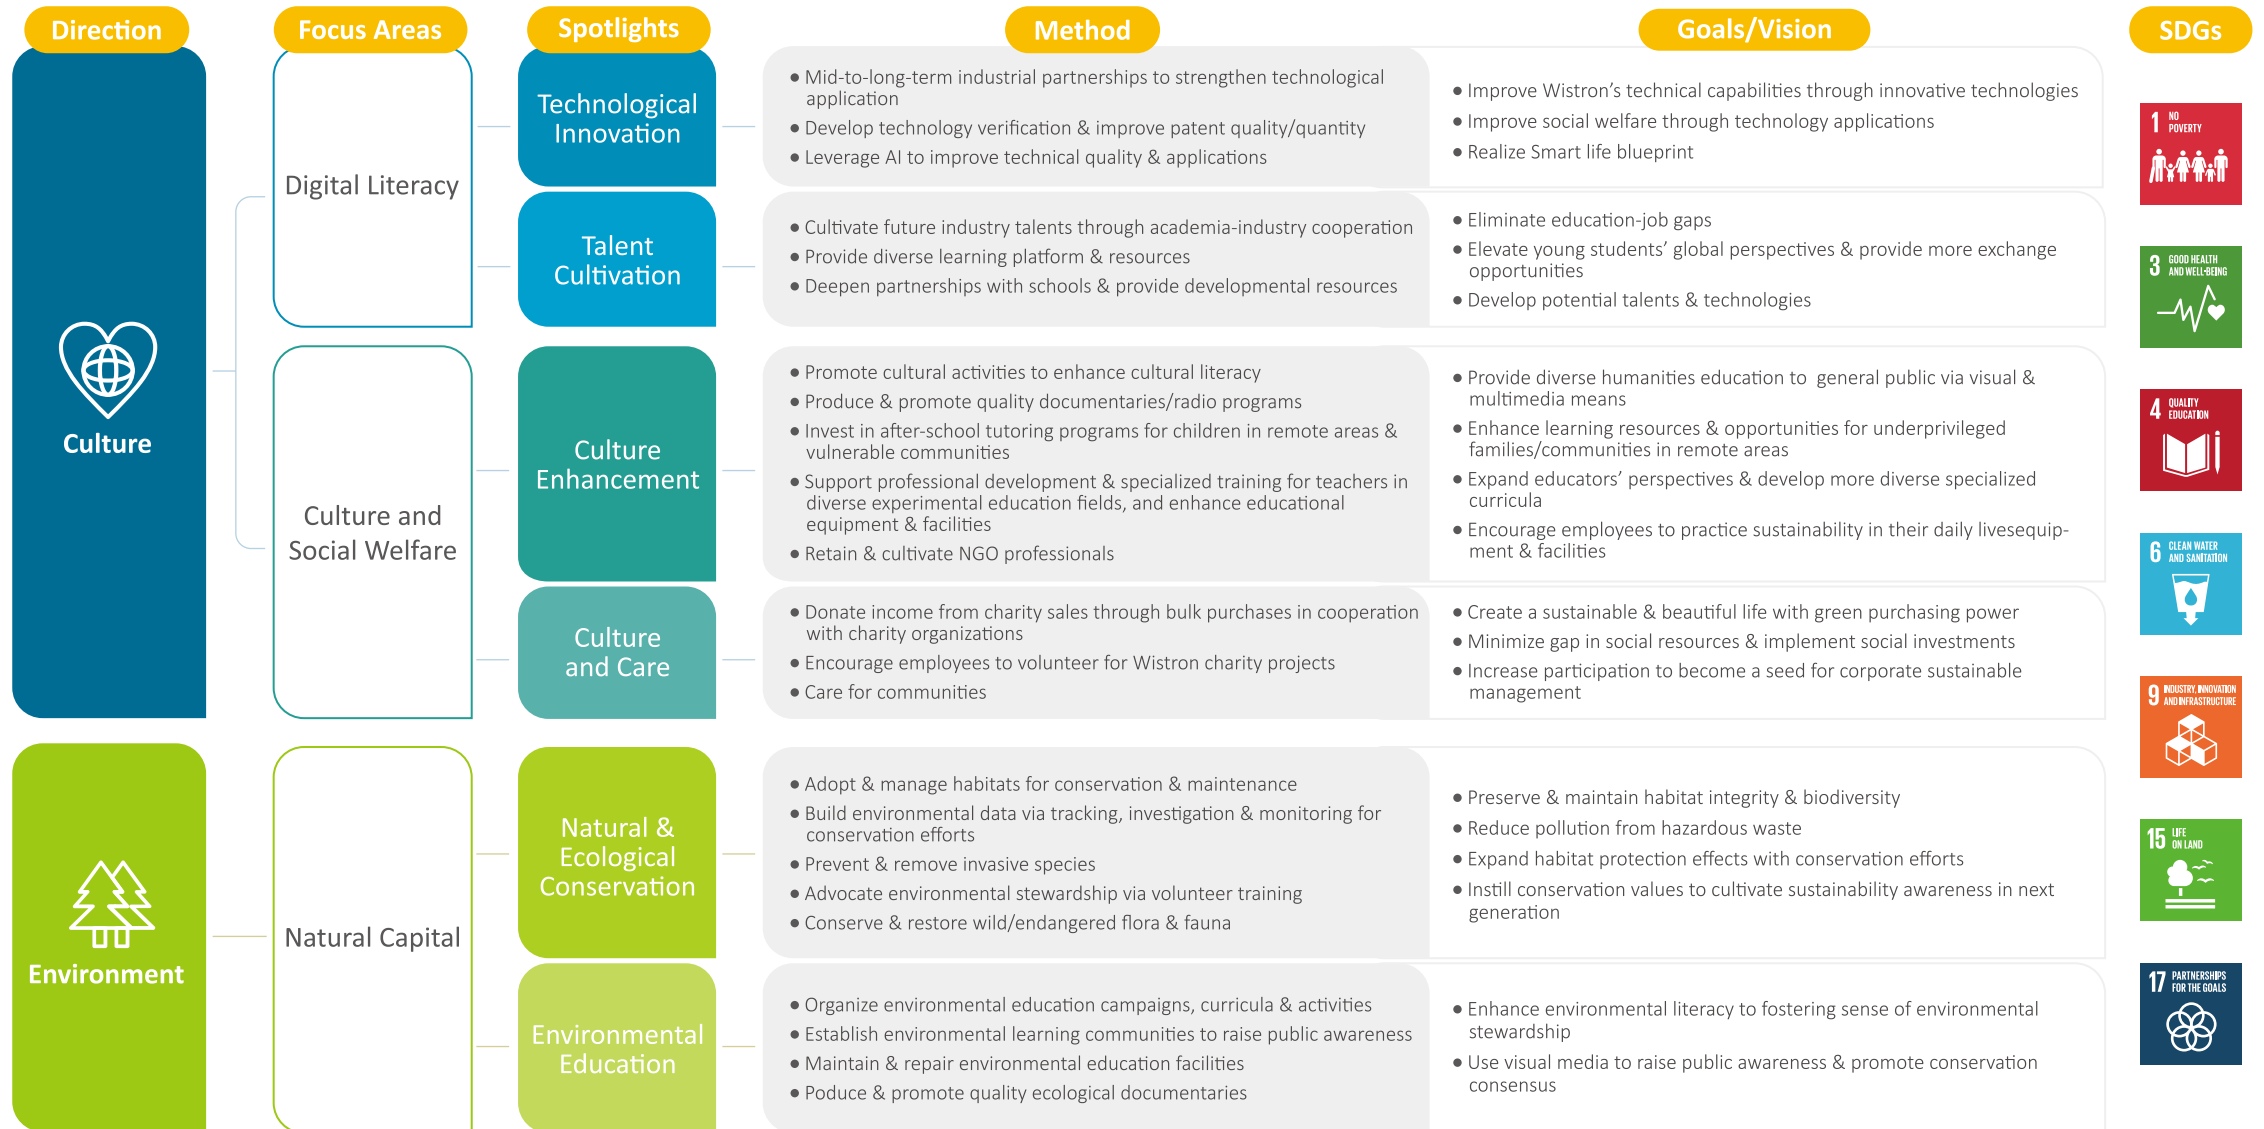 Direction
Focus Areas
Spotlights
Method
Goals/Vision
SDGs
Culture
Digital Literacy
Technological
Innovation
● Mid-to-long-term industrial partnerships to strengthen technological
application
● Develop technology verification & improve patent quality/quantity
● Leverage AI to improve technical quality & applications
● Improve Wistron's technical capabilities through innovative technologies
● Improve social welfare through technology applications
● Realize Smart life blueprint
Talent
Cultivation
● Cultivate future industry talents through academia-industry cooperation
● Provide diverse learning platform & resources
● Deepen partnerships with schools & provide developmental resources
● Eliminate education-job gaps
● Elevate young students' global perspectives & provide more exchange
opportunities
● Develop potential talents & technologies
Culture and
Social Welfare
Culture
Enhancement
● Promote cultural activities to enhance cultural literacy
● Produce & promote quality documentaries/radio programs
● Invest in after-school tutoring programs for children in remote areas &
vulnerable communities
● Support professional development & specialized training for teachers in
diverse experimental education fields, and enhance educational
equipment & facilities
● Retain & cultivate NGO professionals
● Provide diverse humanities education to general public via visual &
multimedia means
● Enhance learning resources & opportunities for underprivileged
families/communities in remote areas
● Expand educators' perspectives & develop more diverse specialized
curricula
● Encourage employees to practice sustainability in their daily livesequip-
ment & facilities
Culture
and Care
● Donate income from charity sales through bulk purchases in cooperation
with charity organizations
● Encourage employees to volunteer for Wistron charity projects
● Care for communities
● Create a sustainable & beautiful life with green purchasing power
● Minimize gap in social resources & implement social investments
● Increase participation to become a seed for corporate sustainable
management
Environment
Natural Capital
Natural &
Ecological
Conservation
● Adopt & manage habitats for conservation & maintenance
● Build environmental data via tracking, investigation & monitoring for
conservation efforts
● Prevent & remove invasive species
● Advocate environmental stewardship via volunteer training
● Conserve & restore wild/endangered flora & fauna
● Preserve & maintain habitat integrity & biodiversity
● Reduce pollution from hazardous waste
● Expand habitat protection effects with conservation efforts
● Instill conservation values to cultivate sustainability awareness in next
generation
Environmental
Education
● Organize environmental education campaigns, curricula & activities
● Establish environmental learning communities to raise public awareness
● Maintain & repair environmental education facilities
● Poduce & promote quality ecological documentaries
● Enhance environmental literacy to fostering sense of environmental
stewardship
● Use visual media to raise public awareness & promote conservation
consensus
1 NO
POVERTY
3 GOOD HEALTH
AND WELL-BEING
4 QUALITY
EDUCATION
6 CLEAN WATER
AND SANITATION
9 INDUSTRY, INNOVATION
AND INFRASTRUCTURE
15 LIFE
ON LAND
17 PARTNERSHIPS
FOR THE GOALS